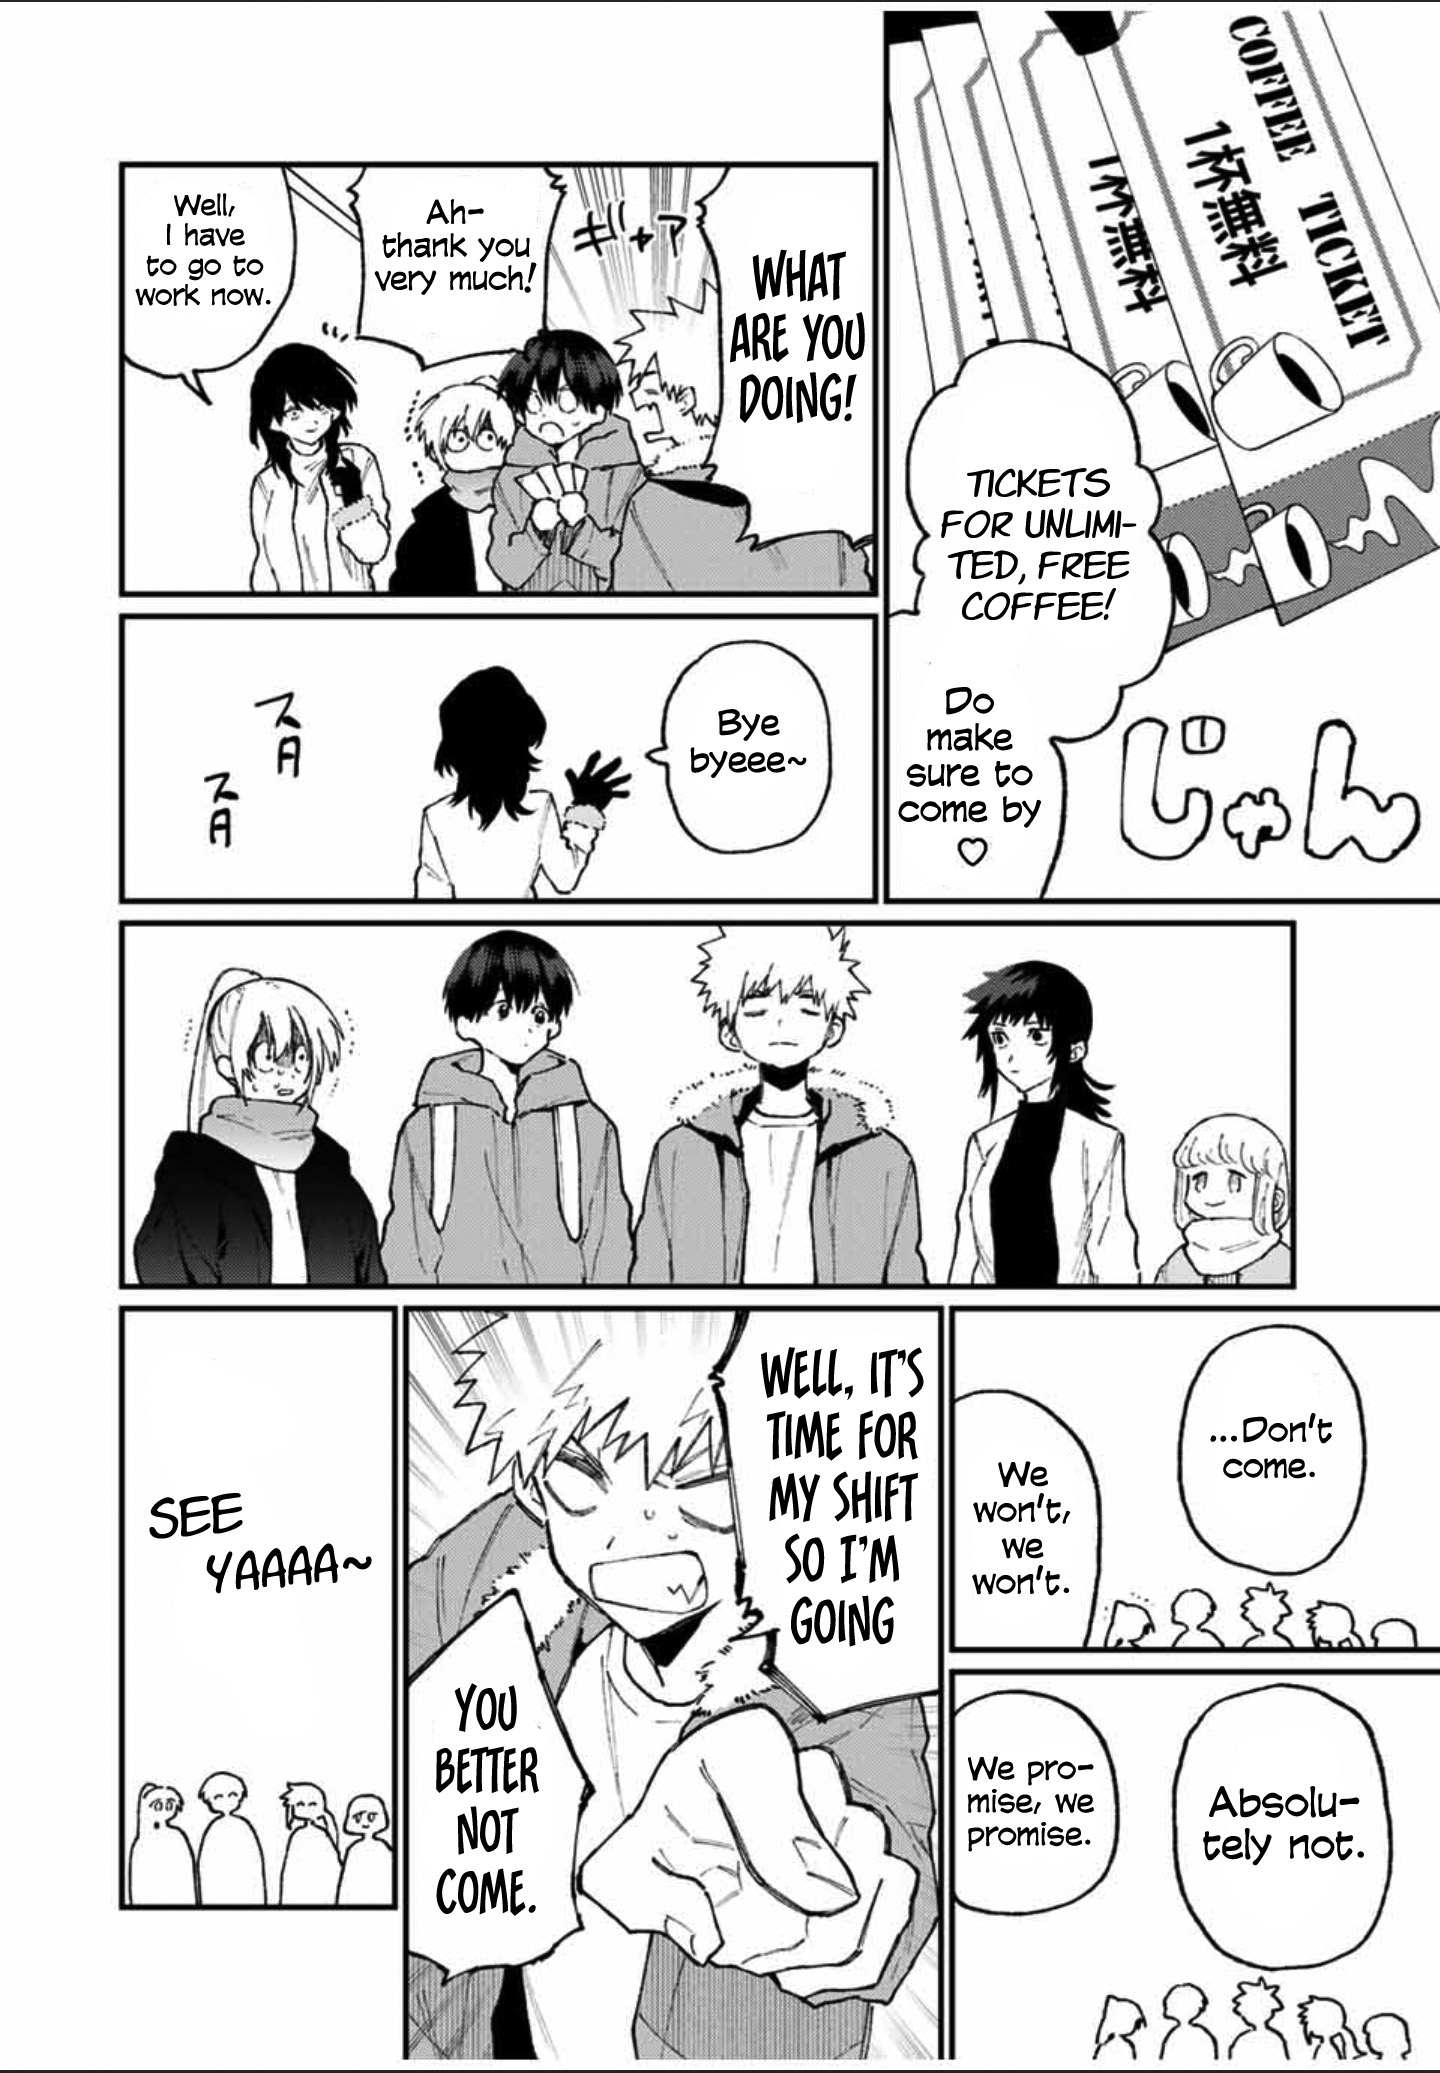 COFFEE TICKET
1杯無料
1杯無料
TICKETS
FOR UNLIMI-
TED, FREE
COFFEE!
Do
make
sure to
come by
♡
じゃん
WHAT
ARE YOU
DOING!
ギャァ
Ah-
thank you
very much!
Well,
I have
to go to
work now.
Bye
byeee~
スタ
スタ
...Don't
come.
We
won't,
we
won't.
Absolu-
tely not.
We pro-
mise, we
promise.
WELL, IT'S
TIME FOR
MY SHIFT
SO I'M
GOING
YOU
BETTER
NOT
COME.
SEE
YAAAA~